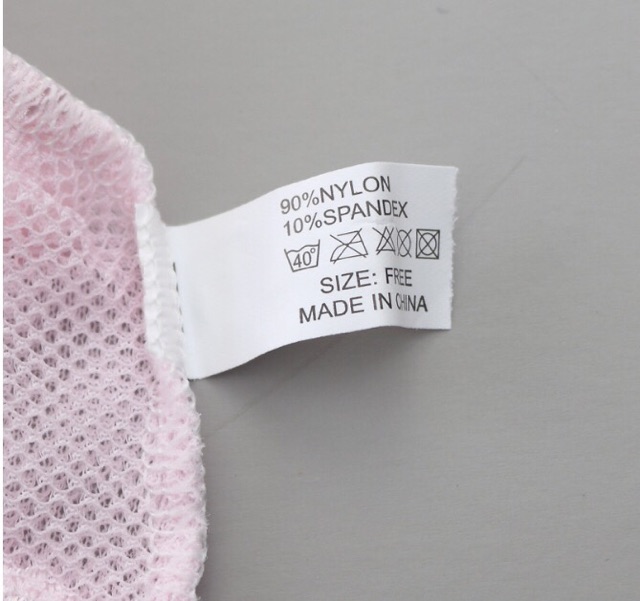 90%NYLON
10%SPANDEX
40°
SIZE: FREE
MADE IN CHINA